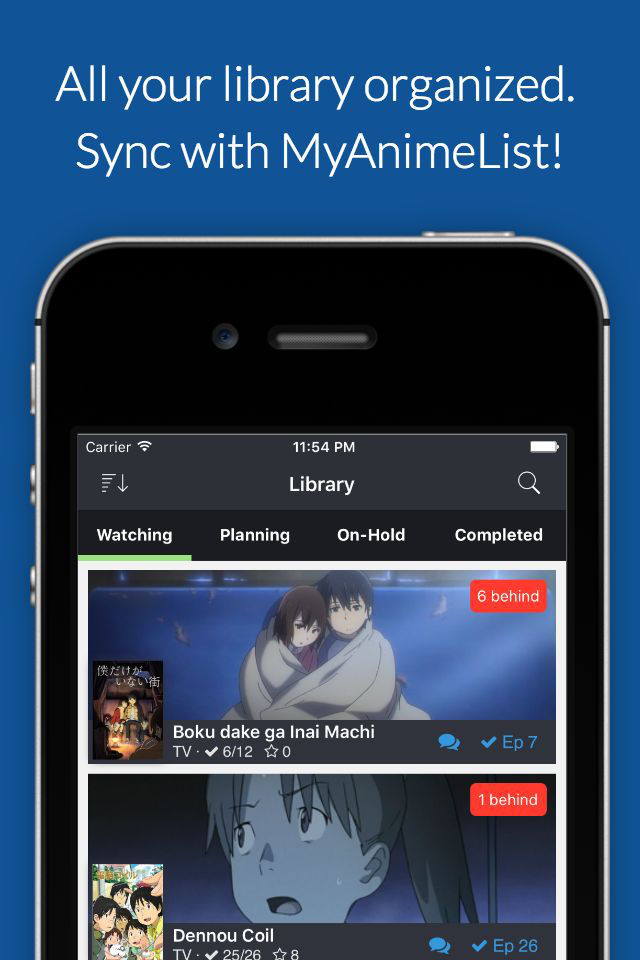 All your library organized.
Sync with MyAnimeList!
Carrier 11:54 PM
Library
Watching Planning On-Hold Completed
6 behind
僕だけが
いない街
Boku dake ga Inai Machi
TV · ✔ 6/12 ☆ 0
✔ Ep 7
1 behind
Dennou Coil
TV · ✔ 25/26 ☆ 8
✔ Ep 26